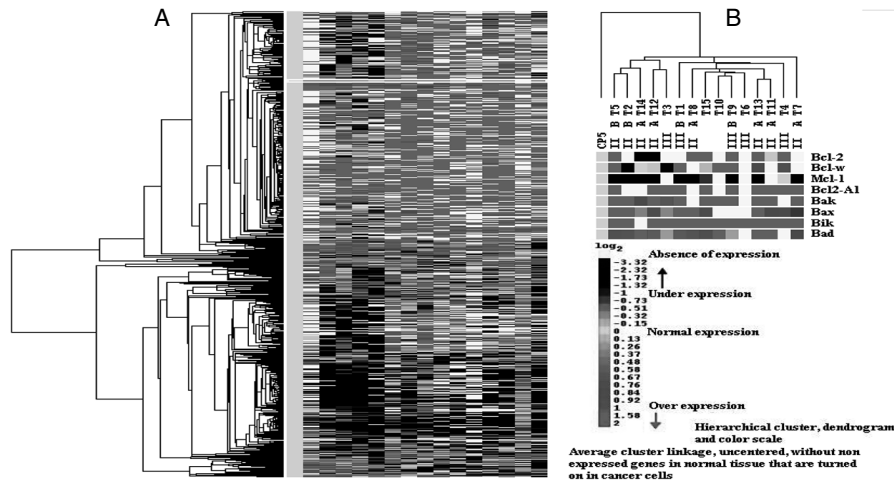 A
B
CP5
II B T5
II B T2
II A T14
II A T12
III T3
III B T1
II A T8
III T15
T10
III B T9
III T6
II A T13
II A T11
III T4
II A T7
Bcl-2
Bcl-w
Mcl-1
Bcl2-A1
Bak
Bax
Bik
Bad
log2
-3.32
-2.32
-1.73
-1.32
-1
-0.73
-0.51
-0.32
-0.15
0
0.13
0.26
0.37
0.48
0.58
0.67
0.76
0.84
0.92
1
1.58
2
Absence of expression
Under expression
Normal expression
Over expression
Hierarchical cluster, dendrogram
and color scale
Average cluster linkage, uncentered, without non
expressed genes in normal tissue that are turned
on in cancer cells